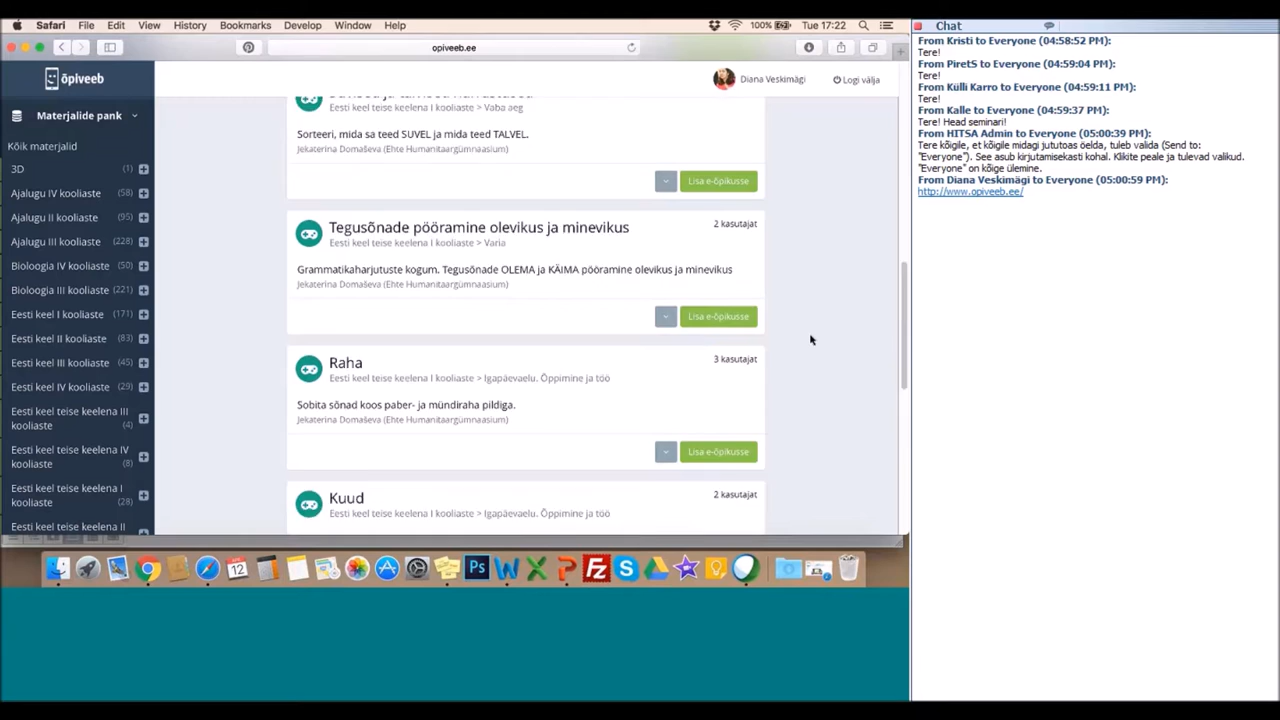 Safari File Edit View History Bookmarks Develop Window Help
100% Tue 17:22
opiveeb.ee
õpiveeb
Diana Veskimägi
Logi välja
Materjalide pank
Kõik materjalid
3D (1)
Ajalugu IV kooliaste (58)
Ajalugu II kooliaste (95)
Ajalugu III kooliaste (228)
Bioloogia IV kooliaste (50)
Bioloogia III kooliaste (221)
Eesti keel I kooliaste (171)
Eesti keel II kooliaste (83)
Eesti keel III kooliaste (45)
Eesti keel IV kooliaste (29)
Eesti keel teise keelena III
kooliaste (4)
Eesti keel teise keelena IV
kooliaste (8)
Eesti keel teise keelena I
kooliaste (28)
Eesti keel teise keelena II
Eesti keel teise keelena I kooliaste > Vaba aeg
Sorteeri, mida sa teed SUVEL ja mida teed TALVEL.
Jekaterina Domaševa (Ehte Humanitaargümnaasium)
Lisa e-õpikusse
Tegusõnade pööramine olevikus ja minevikus
2 kasutajat
Eesti keel teise keelena I kooliaste > Varia
Grammatikaharjutuste kogum. Tegusõnade OLEMA ja KÄIMA pööramine olevikus ja minevikus
Jekaterina Domaševa (Ehte Humanitaargümnaasium)
Lisa e-õpikusse
Raha
3 kasutajat
Eesti keel teise keelena I kooliaste > Igapäevaelu. Õppimine ja töö
Sobita sõnad koos paber- ja mündiraha pildiga.
Jekaterina Domaševa (Ehte Humanitaargümnaasium)
Lisa e-õpikusse
Kuud
2 kasutajat
Eesti keel teise keelena I kooliaste > Igapäevaelu. Õppimine ja töö
12
Ps
Fz
Chat
From Kristi to Everyone (04:58:52 PM):
Tere!
From PiretS to Everyone (04:59:04 PM):
Tere!
From Külli Karro to Everyone (04:59:11 PM):
Tere!
From Kalle to Everyone (04:59:37 PM):
Tere! Head seminari!
From HITSA Admin to Everyone (05:00:39 PM):
Tere kõigile, et kõigile midagi jututoas öelda, tuleb valida (Send to:
"Everyone"). See asub kirjutamisekasti kohal. Klikite peale ja tulevad valikud.
"Everyone" on kõige ülemine.
From Diana Veskimägi to Everyone (05:00:59 PM):
http://www.opiveeb.ee/